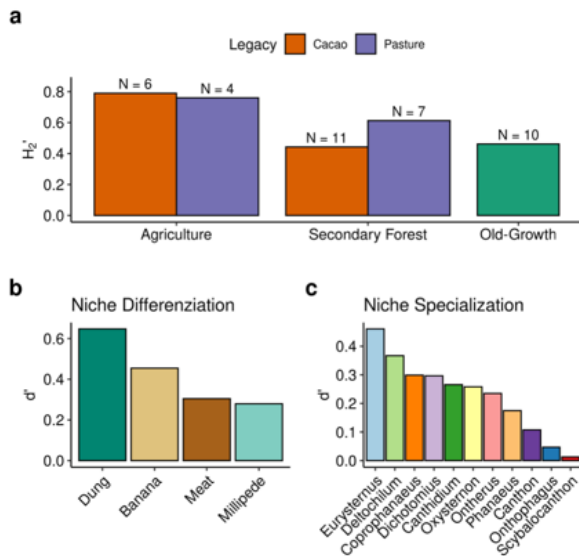 a
Legacy Cacao Pasture
N = 6 N = 4 N = 11 N = 7 N = 10
H2'
0.8
0.6
0.4
0.2
0.0
Agriculture Secondary Forest Old-Growth
b
Niche Differenziation
d'
0.6
0.4
0.2
0.0
Dung
Banana
Meat
Millipede
c
Niche Specialization
d'
0.4
0.3
0.2
0.1
0.0
Eurysternus
Deltochilum
Coprophanaeus
Dichotomius
Canthidium
Oxysternon
Ontherus
Phanaeus
Canthon
Onthophagus
Scybalocanthon